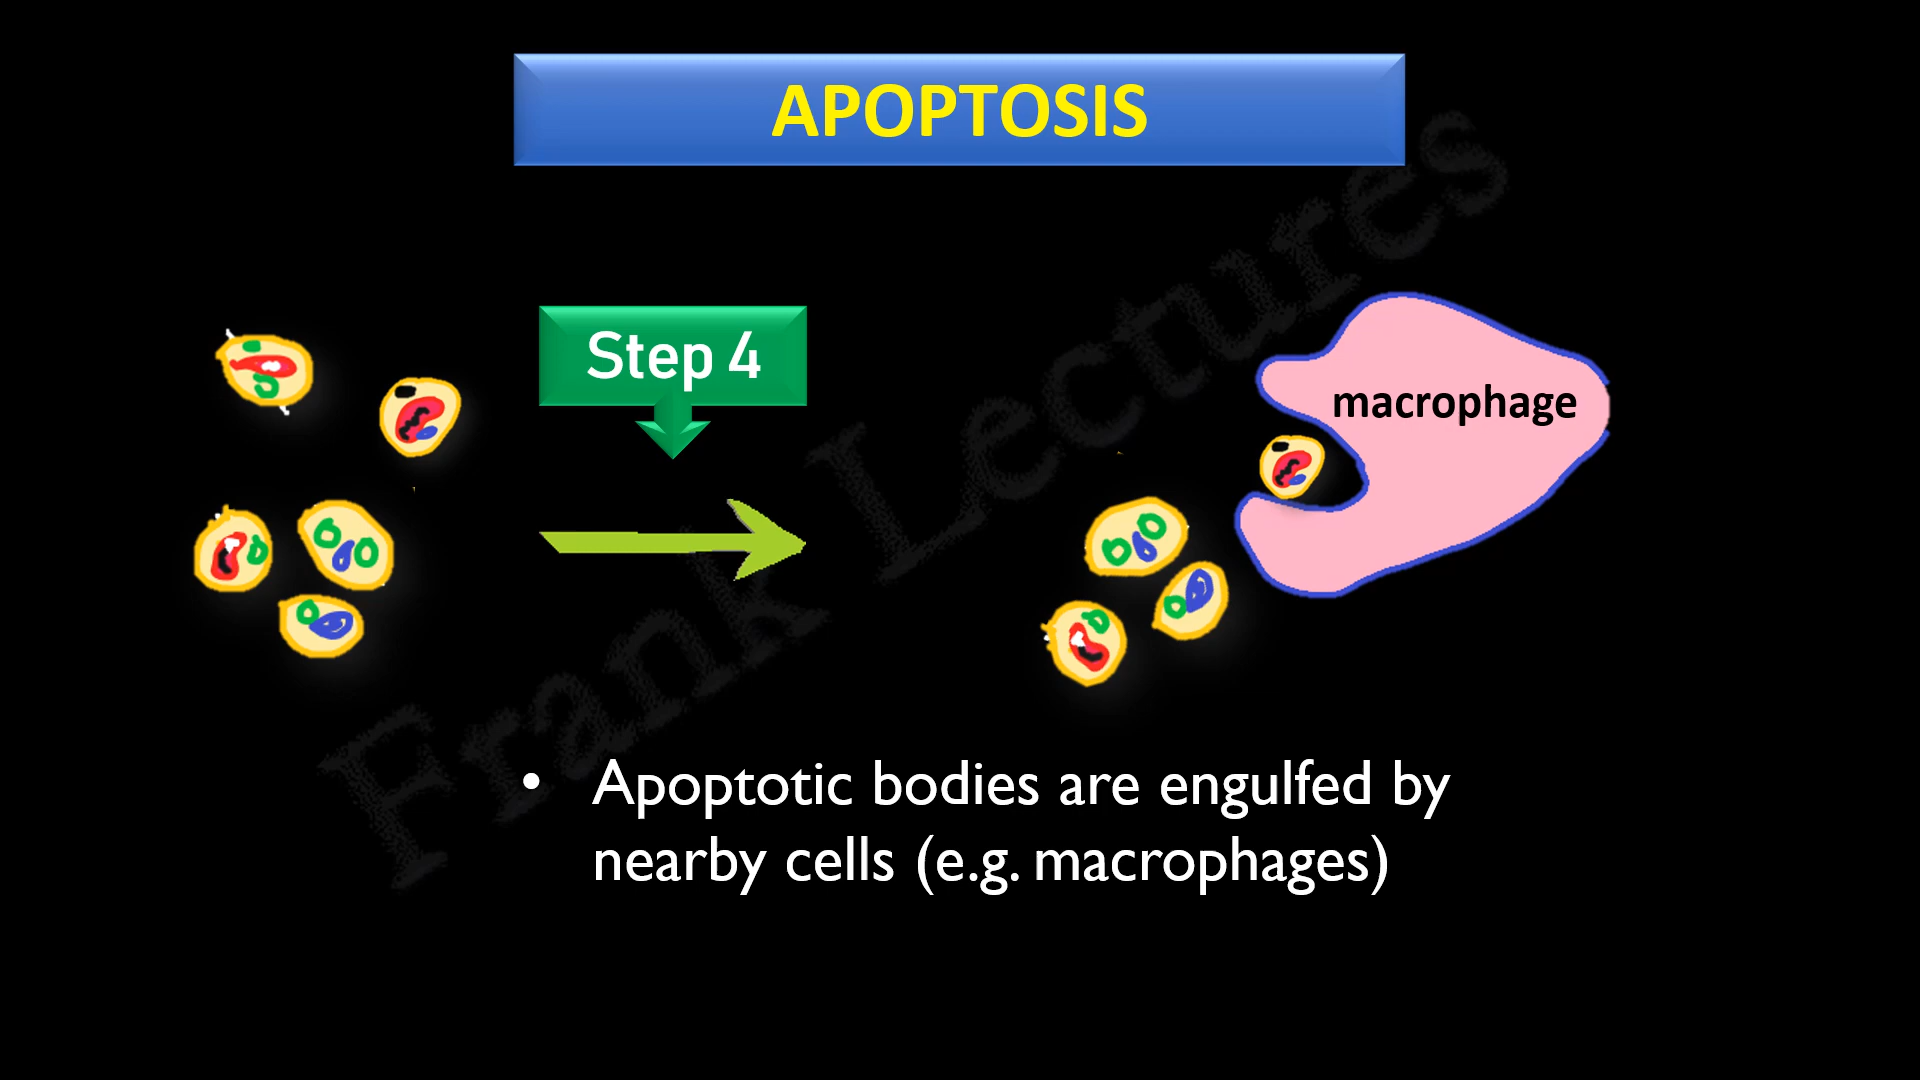 APOPTOSIS
Step 4
macrophage
Frank Lectures
• Apoptotic bodies are engulfed by
nearby cells (e.g. macrophages)